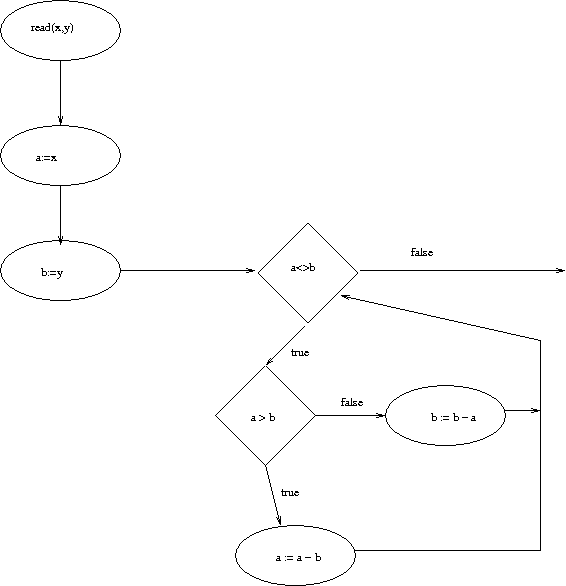 read(x,y)
a:=x
b:=y
a<>b
false
true
a > b
false
b := b − a
true
a := a − b